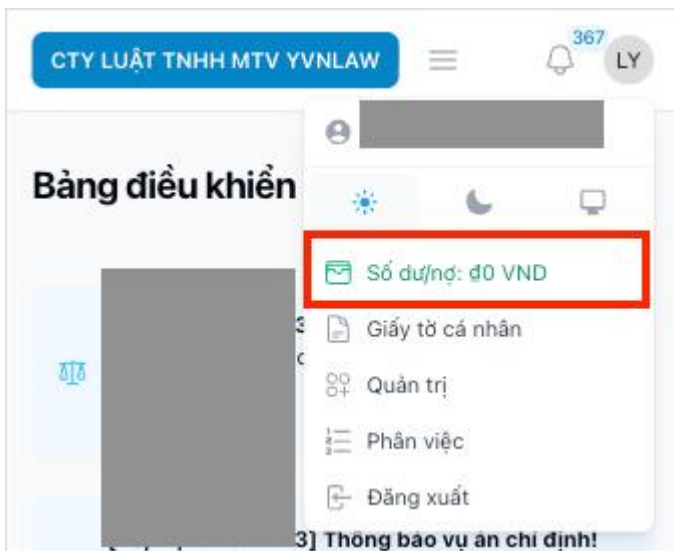 CTY LUẬT TNHH MTV YVNLAW
367
LY
Bảng điều khiển
Số dư/nợ: ₫0 VND
Giấy tờ cá nhân
Quản trị
Phân việc
Đăng xuất
3] Thông báo vụ án chỉ định!